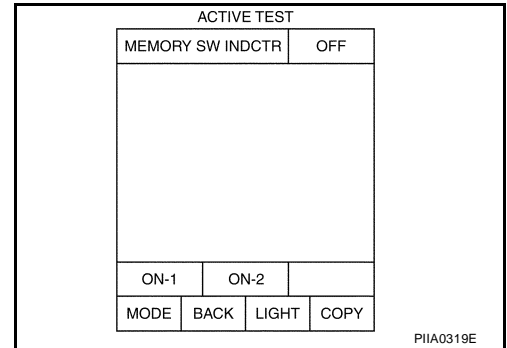 ACTIVE TEST
MEMORY SW INDCTR OFF
ON-1 ON-2
MODE BACK LIGHT COPY
PIIA0319E